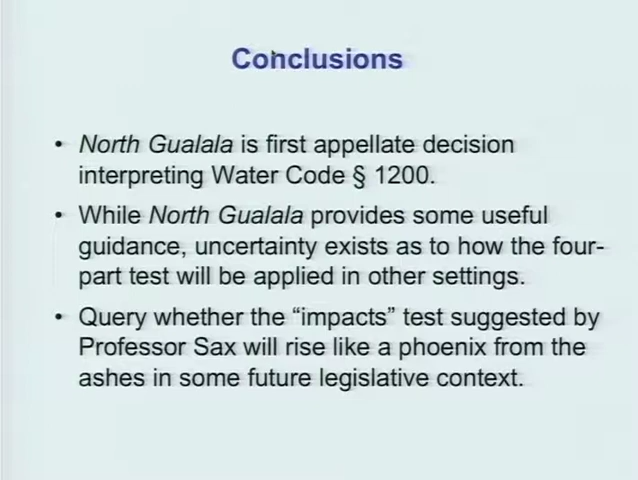 Conclusions
• North Gualala is first appellate decision
interpreting Water Code § 1200.
• While North Gualala provides some useful
guidance, uncertainty exists as to how the four-
part test will be applied in other settings.
• Query whether the “impacts” test suggested by
Professor Sax will rise like a phoenix from the
ashes in some future legislative context.